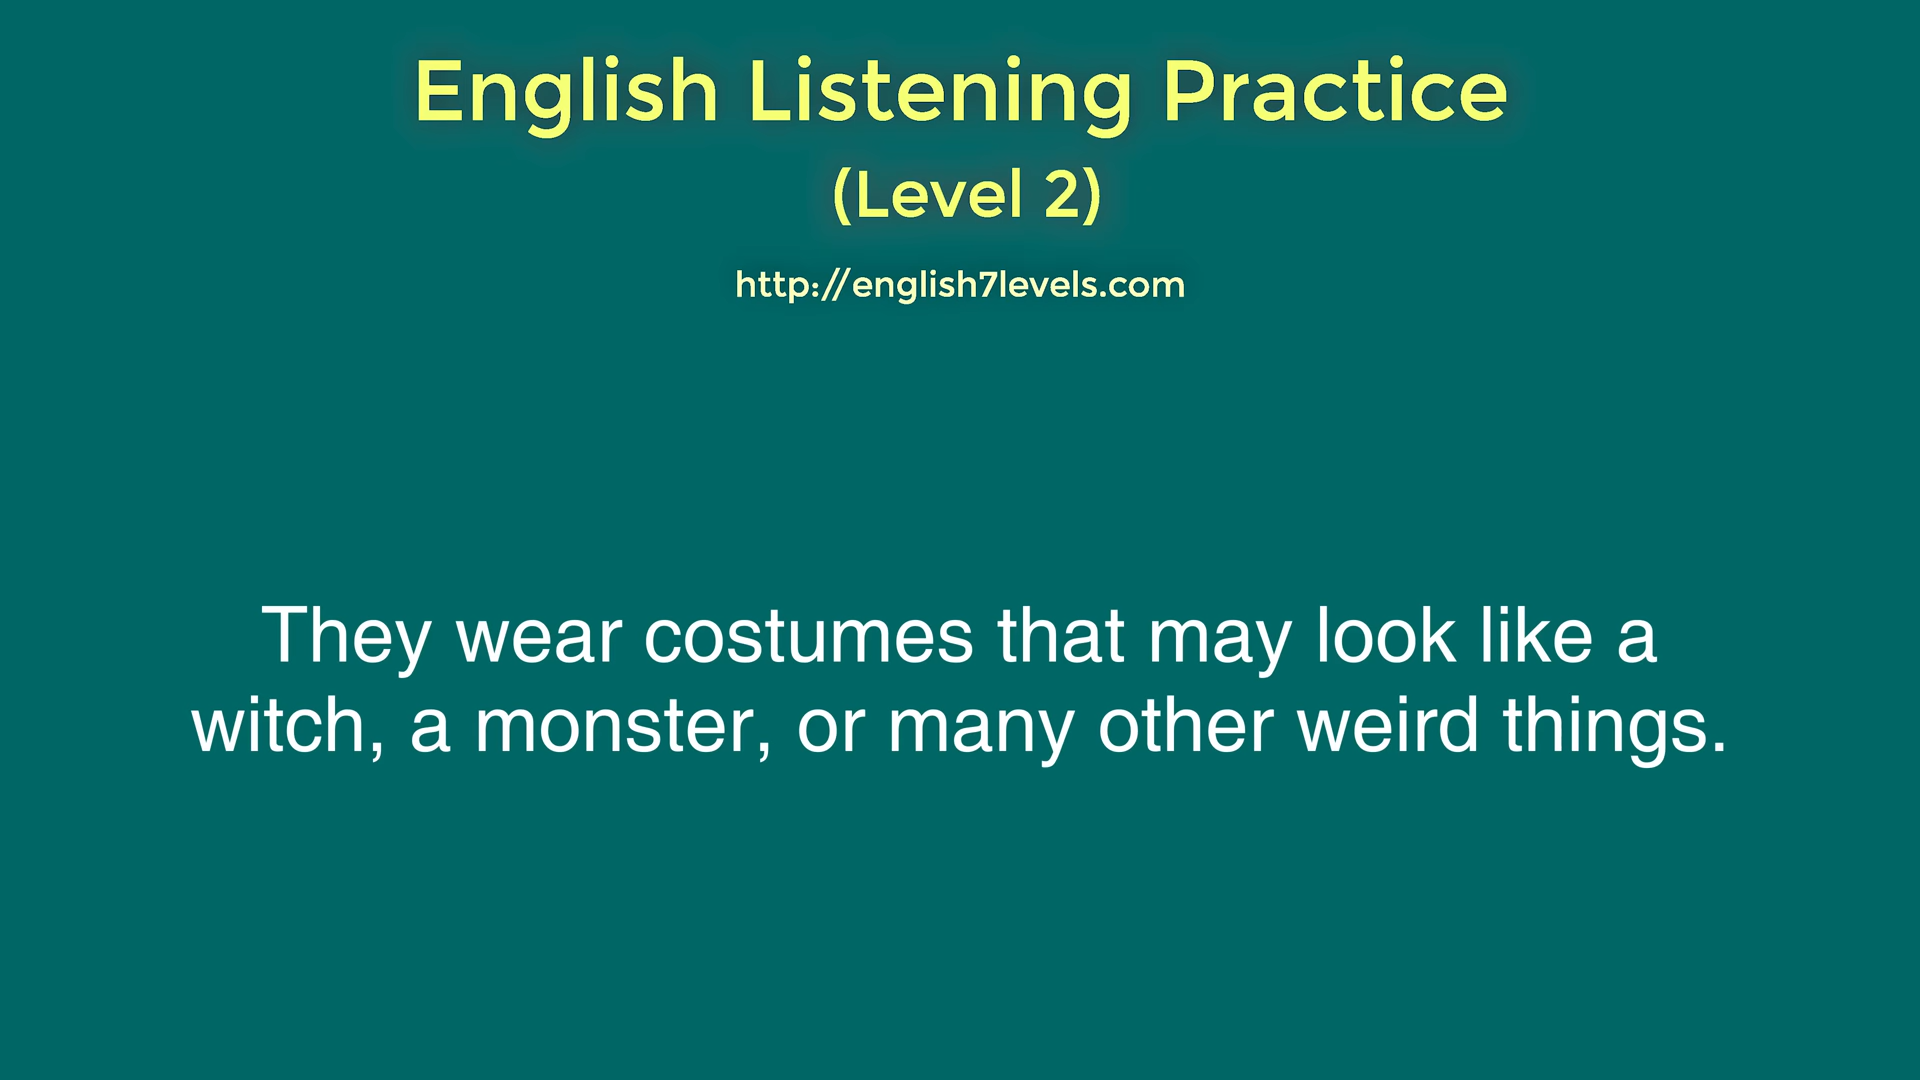 English Listening Practice
(Level 2)
http://english7levels.com
They wear costumes that may look like a
witch, a monster, or many other weird things.